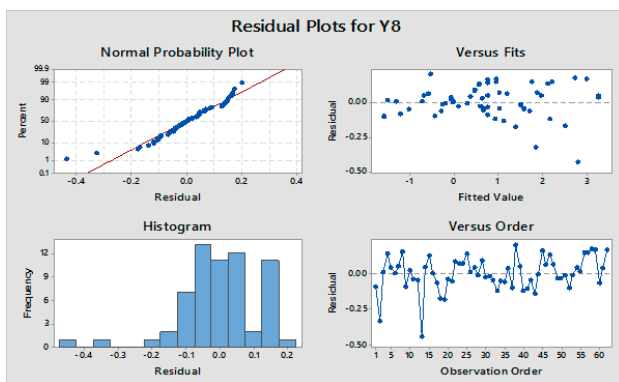 Residual Plots for Y8
Normal Probability Plot
99.9
99
90
50
10
1
0.1
Percent
-0.4 -0.2 0.0 0.2 0.4
Residual
Versus Fits
0.00
-0.25
-0.50
Residual
-1 0 1 2 3
Fitted Value
Histogram
12
9
6
3
0
Frequency
-0.4 -0.3 -0.2 -0.1 0.0 0.1 0.2
Residual
Versus Order
0.00
-0.25
-0.50
Residual
1 5 10 15 20 25 30 35 40 45 50 55 60
Observation Order